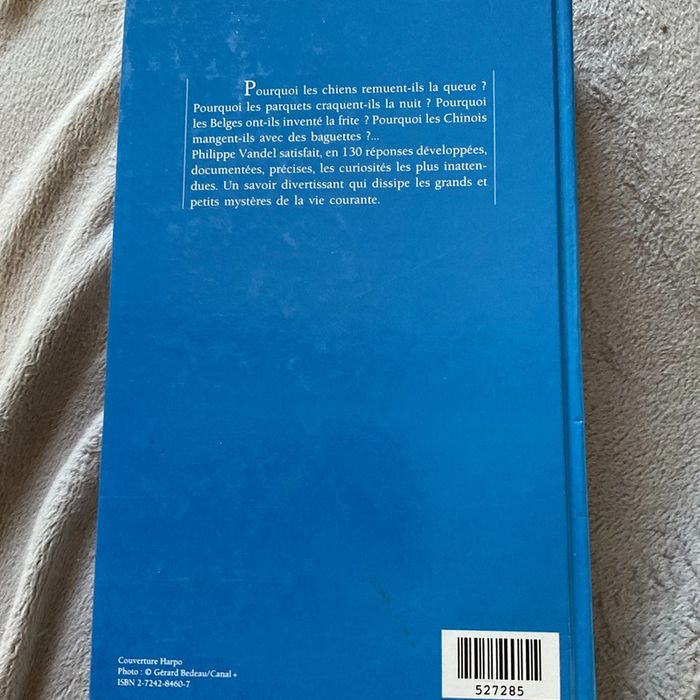 Pourquoi les chiens remuent-ils la queue ?
Pourquoi les parquets craquent-ils la nuit ? Pourquoi
les Belges ont-ils inventé la frite ? Pourquoi les Chinois
mangent-ils avec des baguettes ?...
Philippe Vandel satisfait, en 130 réponses développées,
documentées, précises, les curiosités les plus inatten-
dues. Un savoir divertissant qui dissipe les grands et
petits mystères de la vie courante.
Couverture Harpo
Photo : © Gérard Bedeau/Canal +
ISBN 2-7242-8460-7
527285